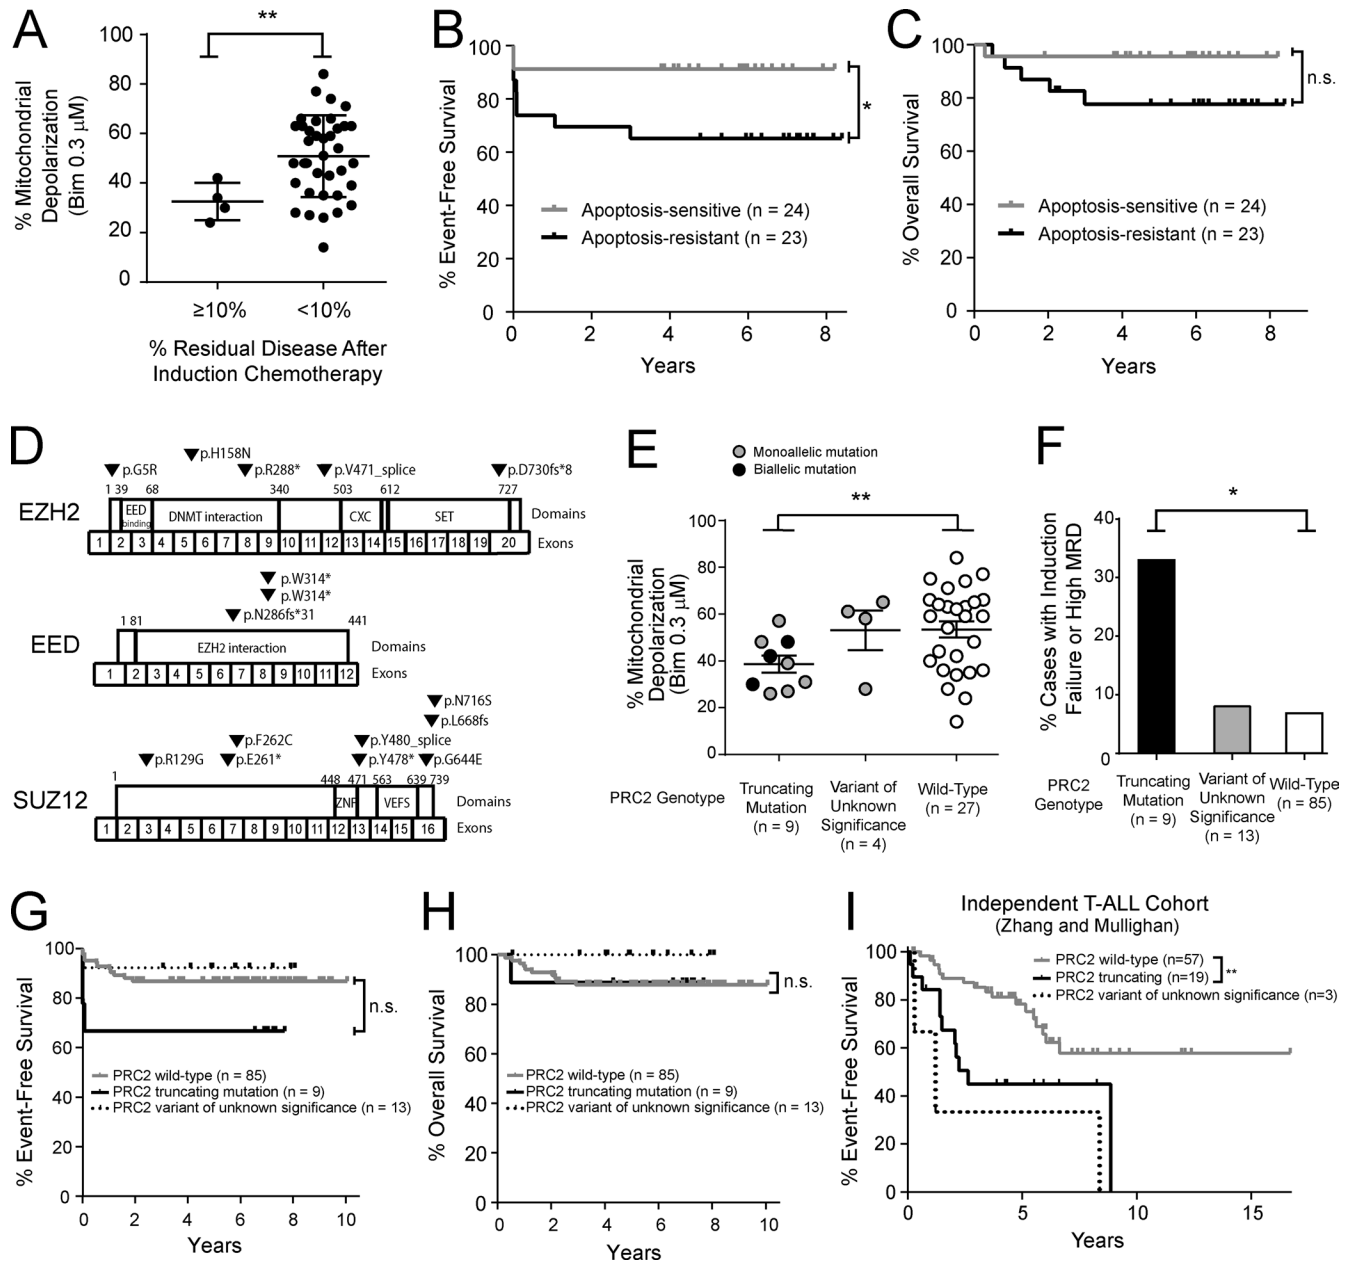 A
**
100
80
60
40
20
0
% Mitochondrial
Depolarization
(Bim 0.3 µM)
≥10%
<10%
% Residual Disease After
Induction Chemotherapy
B
100
80
60
40
20
0
% Event-Free Survival
*
Apoptosis-sensitive (n = 24)
Apoptosis-resistant (n = 23)
0 2 4 6 8
Years
C
100
80
60
40
20
0
% Overall Survival
n.s.
Apoptosis-sensitive (n = 24)
Apoptosis-resistant (n = 23)
0 2 4 6 8
Years
D
p.H158N
p.G5R
p.R288*
p.V471_splice
p.D730fs*8
1 39 68 340 503 612 727
EZH2
EED
binding
DNMT interaction
CXC
SET
Domains
1 2 3 4 5 6 7 8 9 10 11 12 13 14 15 16 17 18 19 20
Exons
p.W314*
p.W314*
p.N286fs*31
1 81 441
EED
EZH2 interaction
Domains
1 2 3 4 5 6 7 8 9 10 11 12
Exons
p.N716S
p.L668fs
p.F262C
p.Y480_splice
p.R129G
p.E261*
p.Y478*
p.G644E
1 448 471 563 639 739
SUZ12
ZNF
VEFS
Domains
1 2 3 4 5 6 7 8 9 10 11 12 13 14 15 16
Exons
E
Monoallelic mutation
Biallelic mutation
**
100
80
60
40
20
0
% Mitochondrial
Depolarization
(Bim 0.3 µM)
PRC2 Genotype
Truncating
Mutation
(n = 9)
Variant of
Unknown
Significance
(n = 4)
Wild-Type
(n = 27)
F
*
40
30
20
10
0
% Cases with Induction
Failure or High MRD
PRC2
Genotype
Truncating
Mutation
(n = 9)
Variant of
Unknown
Significance
(n = 13)
Wild-Type
(n = 85)
G
100
80
60
40
20
0
% Event-Free Survival
n.s.
PRC2 wild-type (n = 85)
PRC2 truncating mutation (n = 9)
PRC2 variant of unknown significance (n = 13)
0 2 4 6 8 10
Years
H
100
80
60
40
20
0
% Overall Survival
n.s.
PRC2 wild-type (n = 85)
PRC2 truncating mutation (n = 9)
PRC2 variant of unknown significance (n = 13)
0 2 4 6 8 10
Years
I
Independent T-ALL Cohort
(Zhang and Mullighan)
PRC2 wild-type (n=57)
PRC2 truncating (n=19)
**
PRC2 variant of unknown significance (n=3)
100
80
60
40
20
0
% Event-Free Survival
0 5 10 15
Years